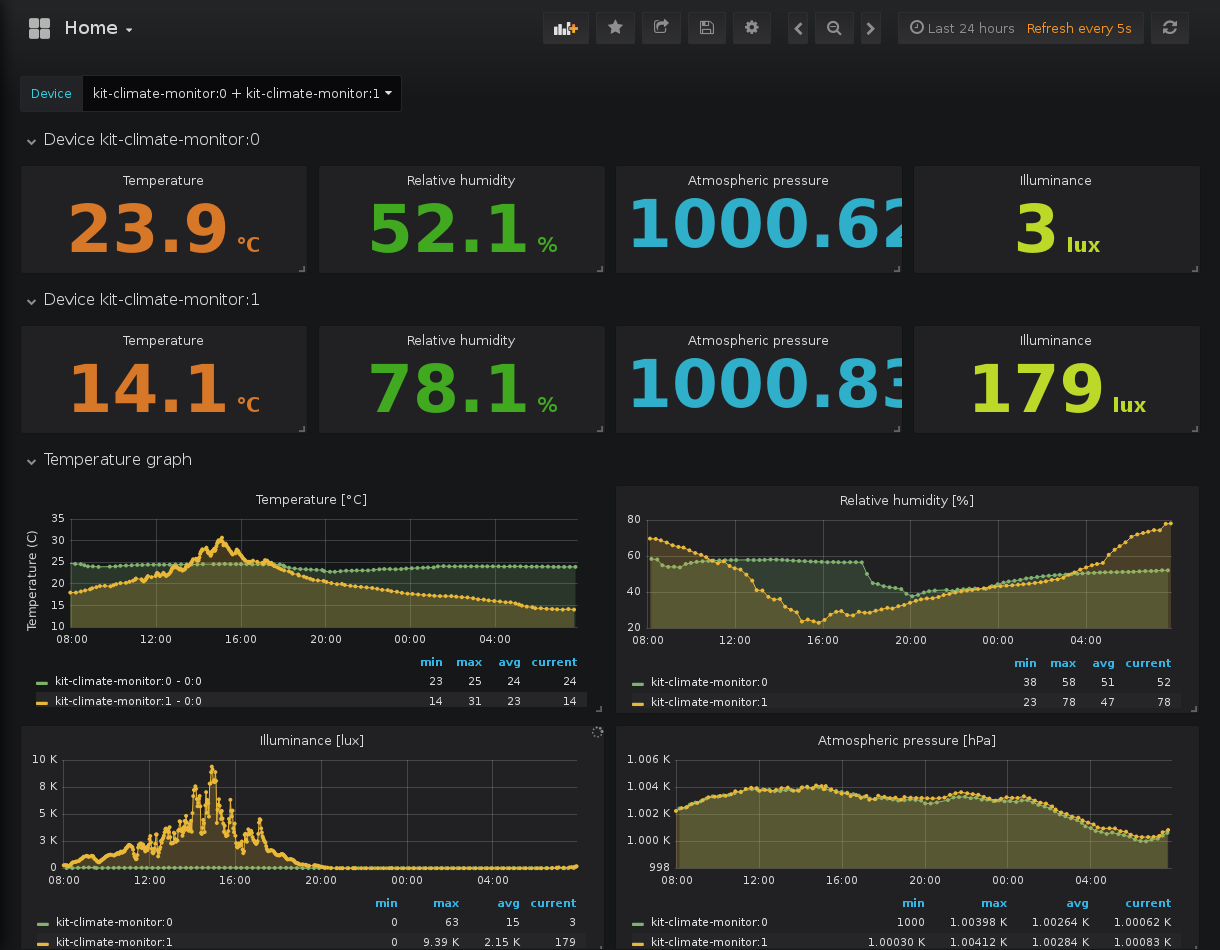 Home
Last 24 hours Refresh every 5s
Device kit-climate-monitor:0 + kit-climate-monitor:1
Device kit-climate-monitor:0
Temperature Relative humidity Atmospheric pressure Illuminance
23.9 °C 52.1 % 1000.62 3 lux
Device kit-climate-monitor:1
Temperature Relative humidity Atmospheric pressure Illuminance
14.1 °C 78.1 % 1000.83 179 lux
Temperature graph
Temperature [°C]
Temperature (C)
35
30
25
20
15
10
08:00 12:00 16:00 20:00 00:00 04:00
min max avg current
kit-climate-monitor:0 - 0:0 23 25 24 24
kit-climate-monitor:1 - 0:0 14 31 23 14
Relative humidity [%]
80
60
40
20
08:00 12:00 16:00 20:00 00:00 04:00
min max avg current
kit-climate-monitor:0 38 58 51 52
kit-climate-monitor:1 23 78 47 78
Illuminance [lux]
10 K
8 K
5 K
3 K
0
08:00 12:00 16:00 20:00 00:00 04:00
min max avg current
kit-climate-monitor:0 0 63 15 3
kit-climate-monitor:1 0 9.39 K 2.15 K 179
Atmospheric pressure [hPa]
1.006 K
1.004 K
1.002 K
1.000 K
998
08:00 12:00 16:00 20:00 00:00 04:00
min max avg current
kit-climate-monitor:0 1000 1.00398 K 1.00264 K 1.00062 K
kit-climate-monitor:1 1.00030 K 1.00412 K 1.00284 K 1.00083 K